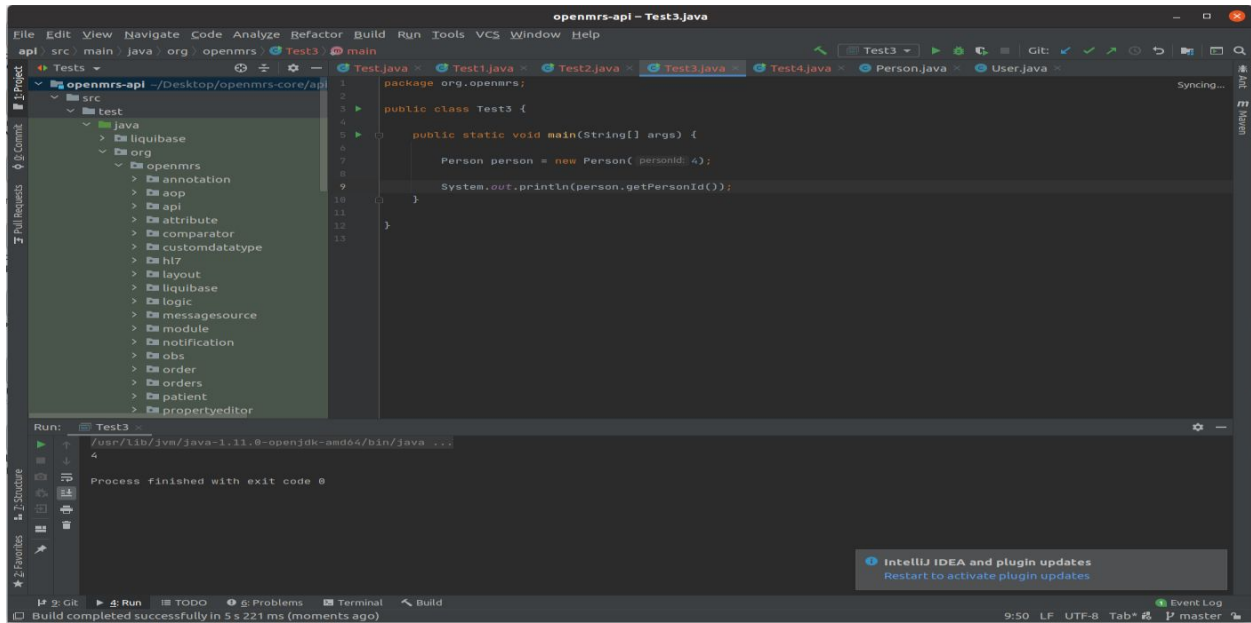 openmrs-api – Test3.java
File Edit View Navigate Code Analyze Refactor Build Run Tools VCS Window Help
api src main java org openmrs Test3 main
Test3
Git:
Tests
Test.java Test1.java Test2.java Test3.java Test4.java Person.java User.java
1: Project
0: Commit
Pull Requests
openmrs-api ~/Desktop/openmrs-core/api
src
test
java
liquibase
org
openmrs
annotation
aop
api
attribute
comparator
customdatatype
hl7
layout
liquibase
logic
messagesource
module
notification
obs
order
orders
patient
propertyeditor
1 package org.openmrs;
2
3 public class Test3 {
4
5 public static void main(String[] args) {
6
7 Person person = new Person( personId: 4);
8
9 System.out.println(person.getPersonId());
10 }
11
12 }
13
Syncing...
Ant
Maven
Run: Test3
/usr/lib/jvm/java-1.11.0-openjdk-amd64/bin/java ...
4
Process finished with exit code 0
7: Structure
2: Favorites
IntelliJ IDEA and plugin updates
Restart to activate plugin updates
9: Git 4: Run TODO 6: Problems Terminal Build
1 Event Log
Build completed successfully in 5 s 221 ms (moments ago)
9:50 LF UTF-8 Tab* master